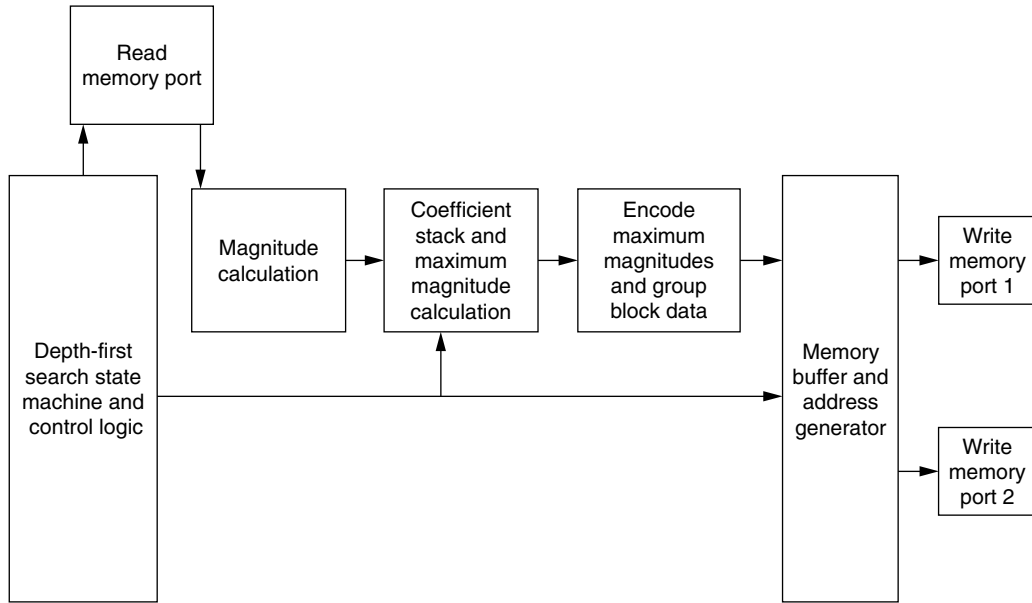 Read
memory port
Magnitude
calculation
Coefficient
stack and
maximum
magnitude
calculation
Encode
maximum
magnitudes
and group
block data
Write
memory
port 1
Depth-first
search state
machine and
control logic
Memory
buffer and
address
generator
Write
memory
port 2